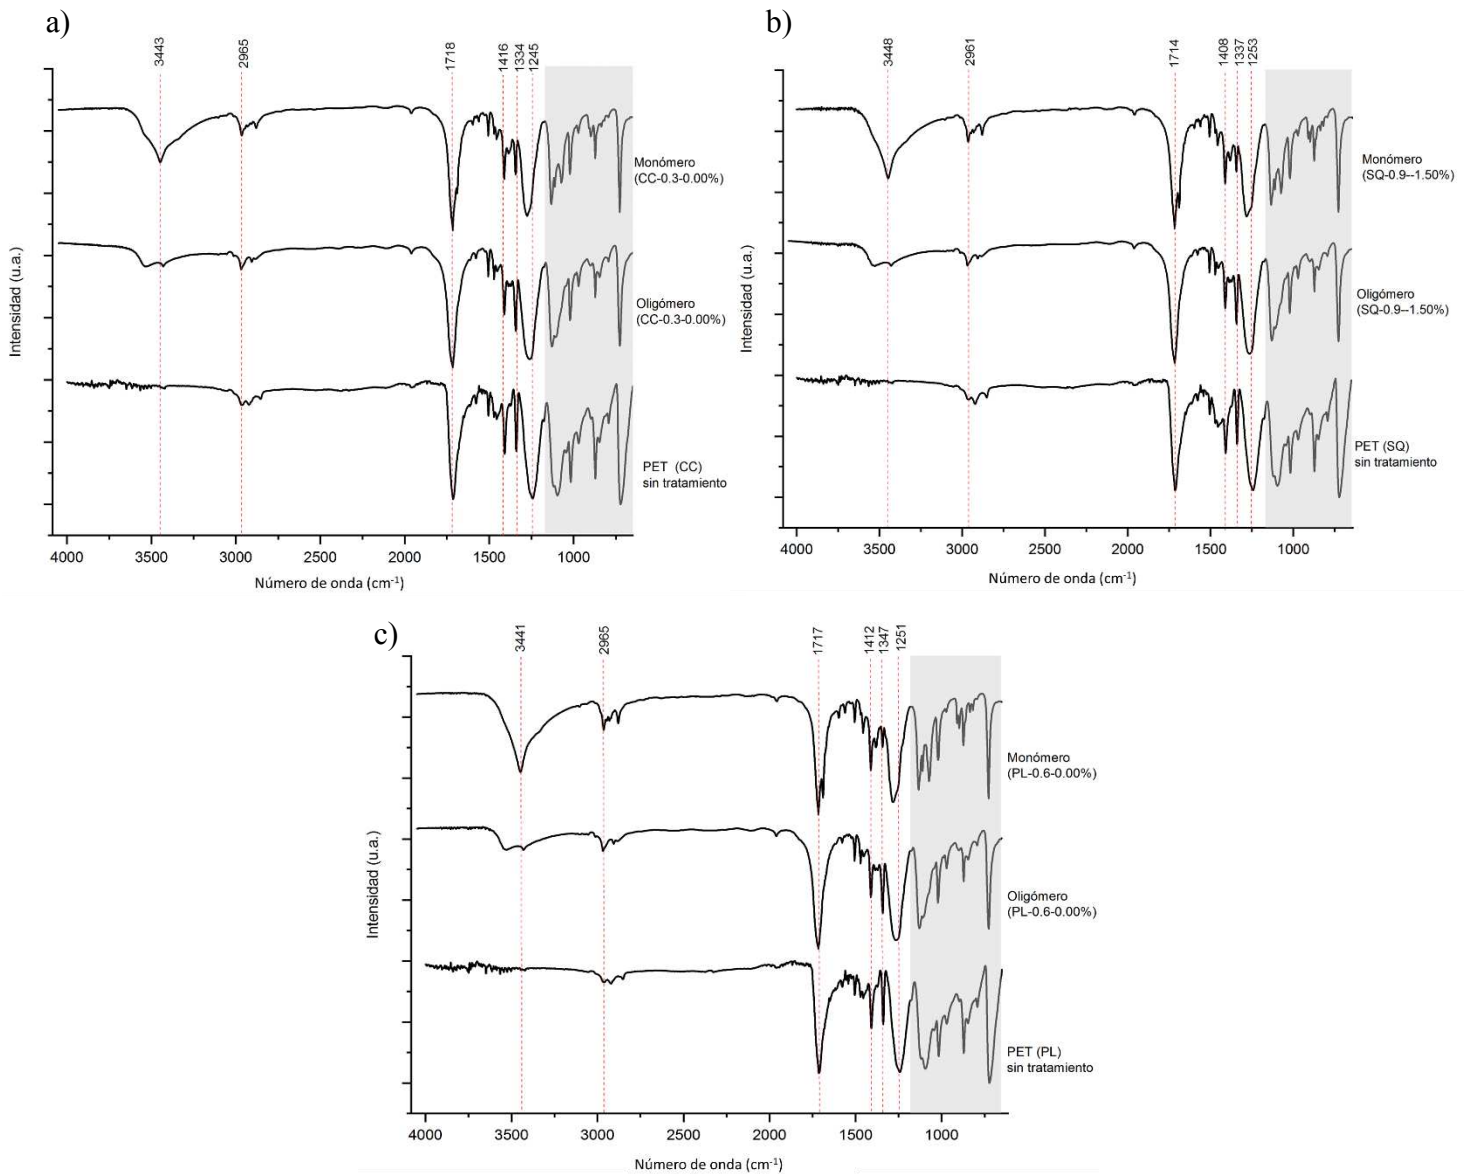 a)
3443
2965
1718
1416
1334
1245
Intensidad (u.a.)
Monómero
(CC-0.3-0.00%)
Oligómero
(CC-0.3-0.00%)
PET (CC)
sin tratamiento
4000
3500
3000
2500
2000
1500
1000
Número de onda (cm-1)
b)
3448
2961
1714
1408
1337
1253
Intensidad (u.a.)
Monómero
(SQ-0.9--1.50%)
Oligómero
(SQ-0.9--1.50%)
PET (SQ)
sin tratamiento
4000
3500
3000
2500
2000
1500
1000
Número de onda (cm-1)
c)
3441
2965
1717
1412
1347
1251
Intensidad (u.a.)
Monómero
(PL-0.6-0.00%)
Oligómero
(PL-0.6-0.00%)
PET (PL)
sin tratamiento
4000
3500
3000
2500
2000
1500
1000
Número de onda (cm-1)